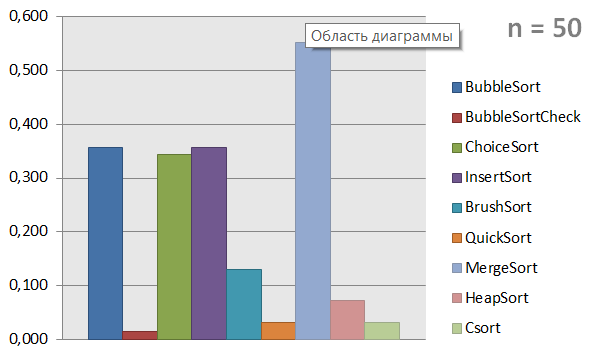 0,600
0,500
0,400
0,300
0,200
0,100
0,000
Область диаграммы
n = 50
BubbleSort
BubbleSortCheck
ChoiceSort
InsertSort
BrushSort
QuickSort
MergeSort
HeapSort
Csort